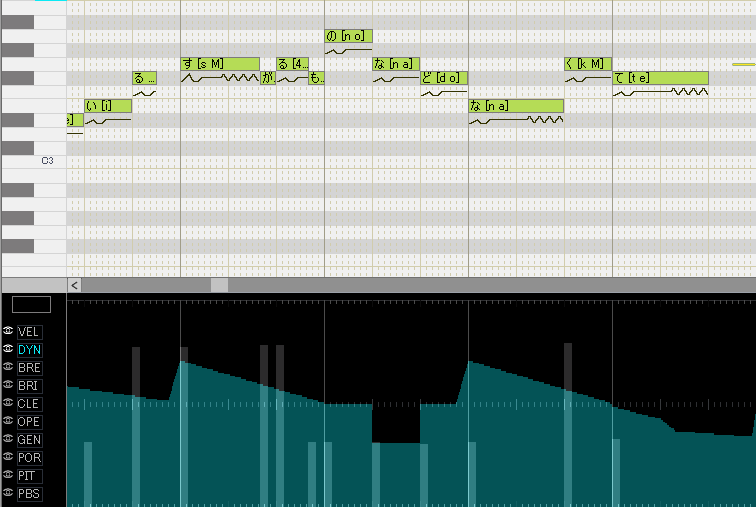 の [n o]
す [s M]
る [4...
な [n a]
く [k M]
る ...
が
も..
ど [d o]
て [t e]
い [i]
な [n a]
e]
C3
<
VEL
DYN
BRE
BRI
CLE
OPE
GEN
POR
PIT
PBS